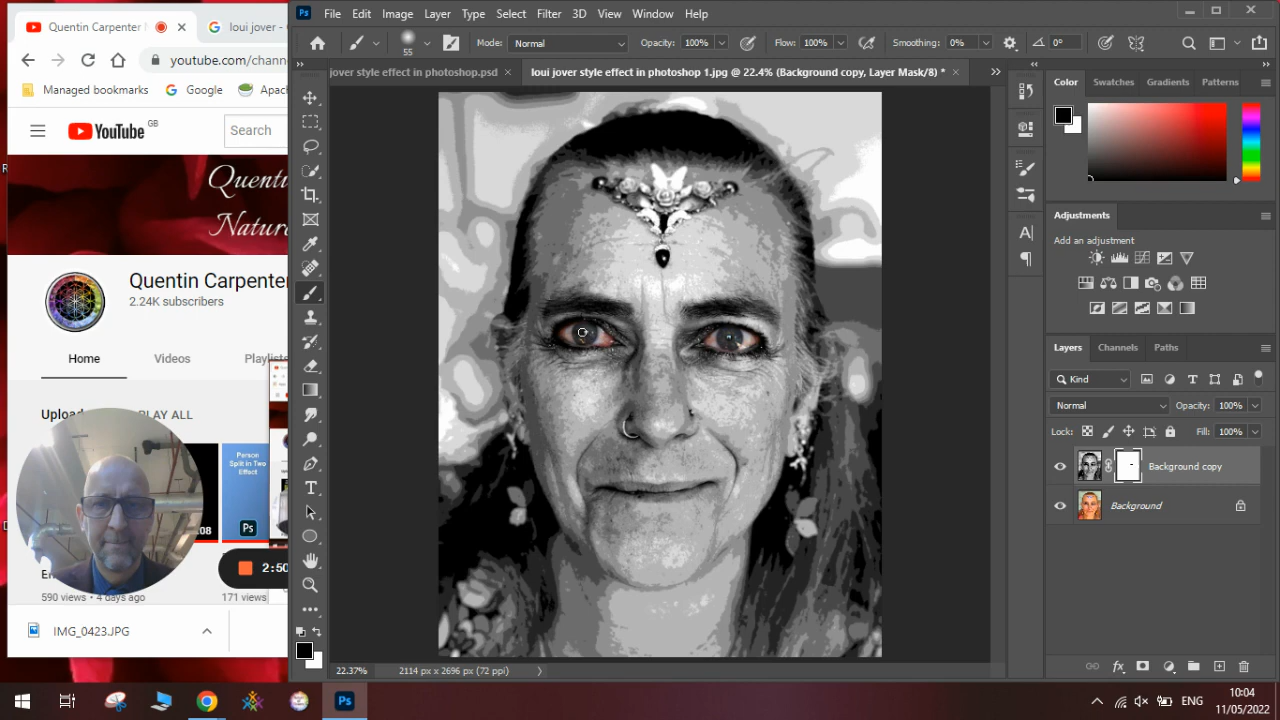 Quentin Carpenter
loui jover -
youtube.com/chann
Managed bookmarks
Google
Apac
YouTube
GB
Search
Quent
Natur
Quentin Carpenter
2.24K subscribers
Home
Videos
Playlists
PLAY ALL
Person
Split in Two
Effect
Ps
2:50
590 views • 4 days ago
171 views
IMG_0423.JPG
Ps
File
Edit
Image
Layer
Type
Select
Filter
3D
View
Window
Help
55
Mode:
Normal
Opacity:
100%
Flow:
100%
Smoothing:
0%
0°
jover style effect in photoshop.psd
loui jover style effect in photoshop 1.jpg @ 22.4% (Background copy, Layer Mask/8) *
Color
Swatches
Gradients
Patterns
Adjustments
Add an adjustment
Layers
Channels
Paths
Kind
Normal
Opacity:
100%
Lock:
Fill:
100%
Background copy
Background
22.37%
2114 px x 2696 px (72 ppi)
Ps
ENG
10:04
11/05/2022